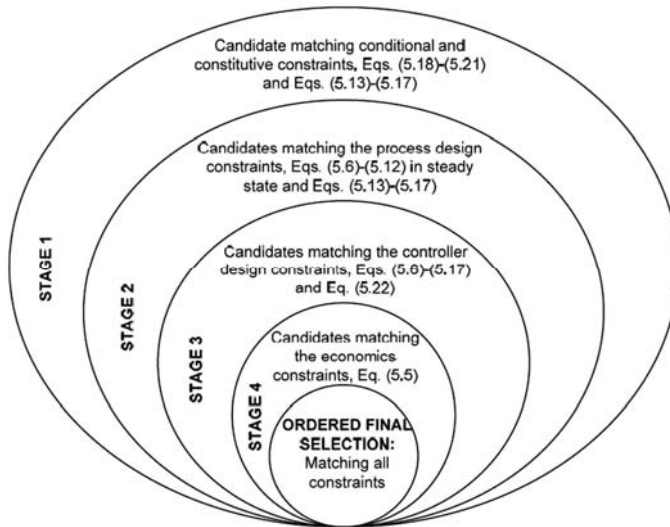 Candidate matching conditional and
constitutive constraints, Eqs. (5.18)-(5.21)
and Eqs. (5.13)-(5.17)
Candidates matching the process design
constraints, Eqs. (5.6)-(5.12) in steady
state and Eqs. (5.13)-(5.17)
Candidates matching the controller
design constraints, Eqs. (5.6)-(5.17)
and Eq. (5.22)
Candidates matching
the economics
constraints, Eq. (5.5)
ORDERED FINAL
SELECTION:
Matching all
constraints
STAGE 1
STAGE 2
STAGE 3
STAGE 4